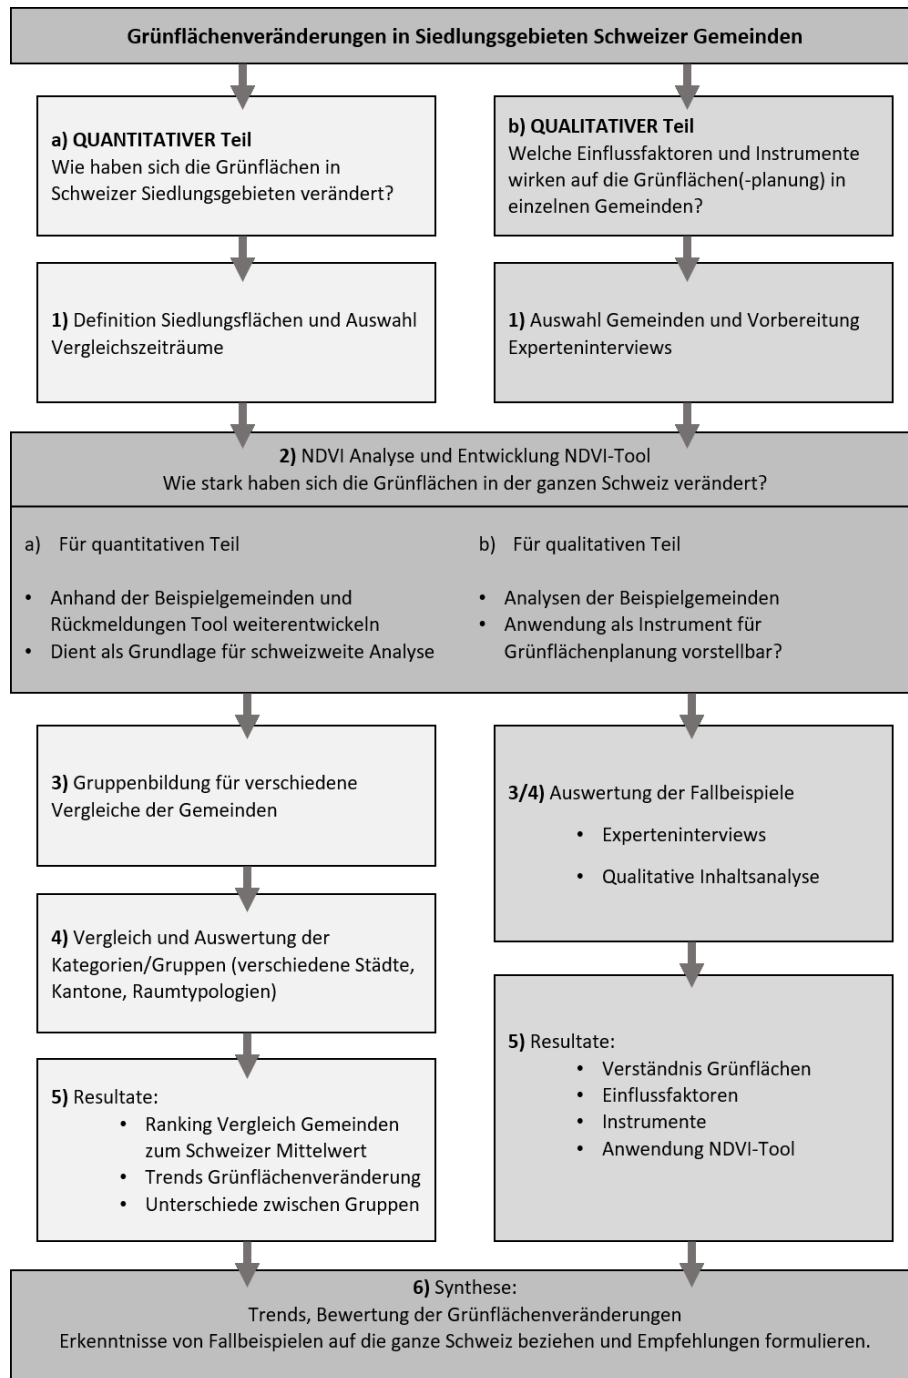 Grünflächenveränderungen in Siedlungsgebieten Schweizer Gemeinden
a) QUANTITATIVER Teil
Wie haben sich die Grünflächen in
Schweizer Siedlungsgebieten verändert?
b) QUALITATIVER Teil
Welche Einflussfaktoren und Instrumente
wirken auf die Grünflächen(-planung) in
einzelnen Gemeinden?
1) Definition Siedlungsflächen und Auswahl
Vergleichszeiträume
1) Auswahl Gemeinden und Vorbereitung
Experteninterviews
2) NDVI Analyse und Entwicklung NDVI-Tool
Wie stark haben sich die Grünflächen in der ganzen Schweiz verändert?
a) Für quantitativen Teil
• Anhand der Beispielgemeinden und
Rückmeldungen Tool weiterentwickeln
• Dient als Grundlage für schweizweite Analyse
b) Für qualitativen Teil
• Analysen der Beispielgemeinden
• Anwendung als Instrument für
Grünflächenplanung vorstellbar?
3) Gruppenbildung für verschiedene
Vergleiche der Gemeinden
4) Vergleich und Auswertung der
Kategorien/Gruppen (verschiedene Städte,
Kantone, Raumtypologien)
5) Resultate:
• Ranking Vergleich Gemeinden
zum Schweizer Mittelwert
• Trends Grünflächenveränderung
• Unterschiede zwischen Gruppen
3/4) Auswertung der Fallbeispiele
• Experteninterviews
• Qualitative Inhaltsanalyse
5) Resultate:
• Verständnis Grünflächen
• Einflussfaktoren
• Instrumente
• Anwendung NDVI-Tool
6) Synthese:
Trends, Bewertung der Grünflächenveränderungen
Erkenntnisse von Fallbeispielen auf die ganze Schweiz beziehen und Empfehlungen formulieren.